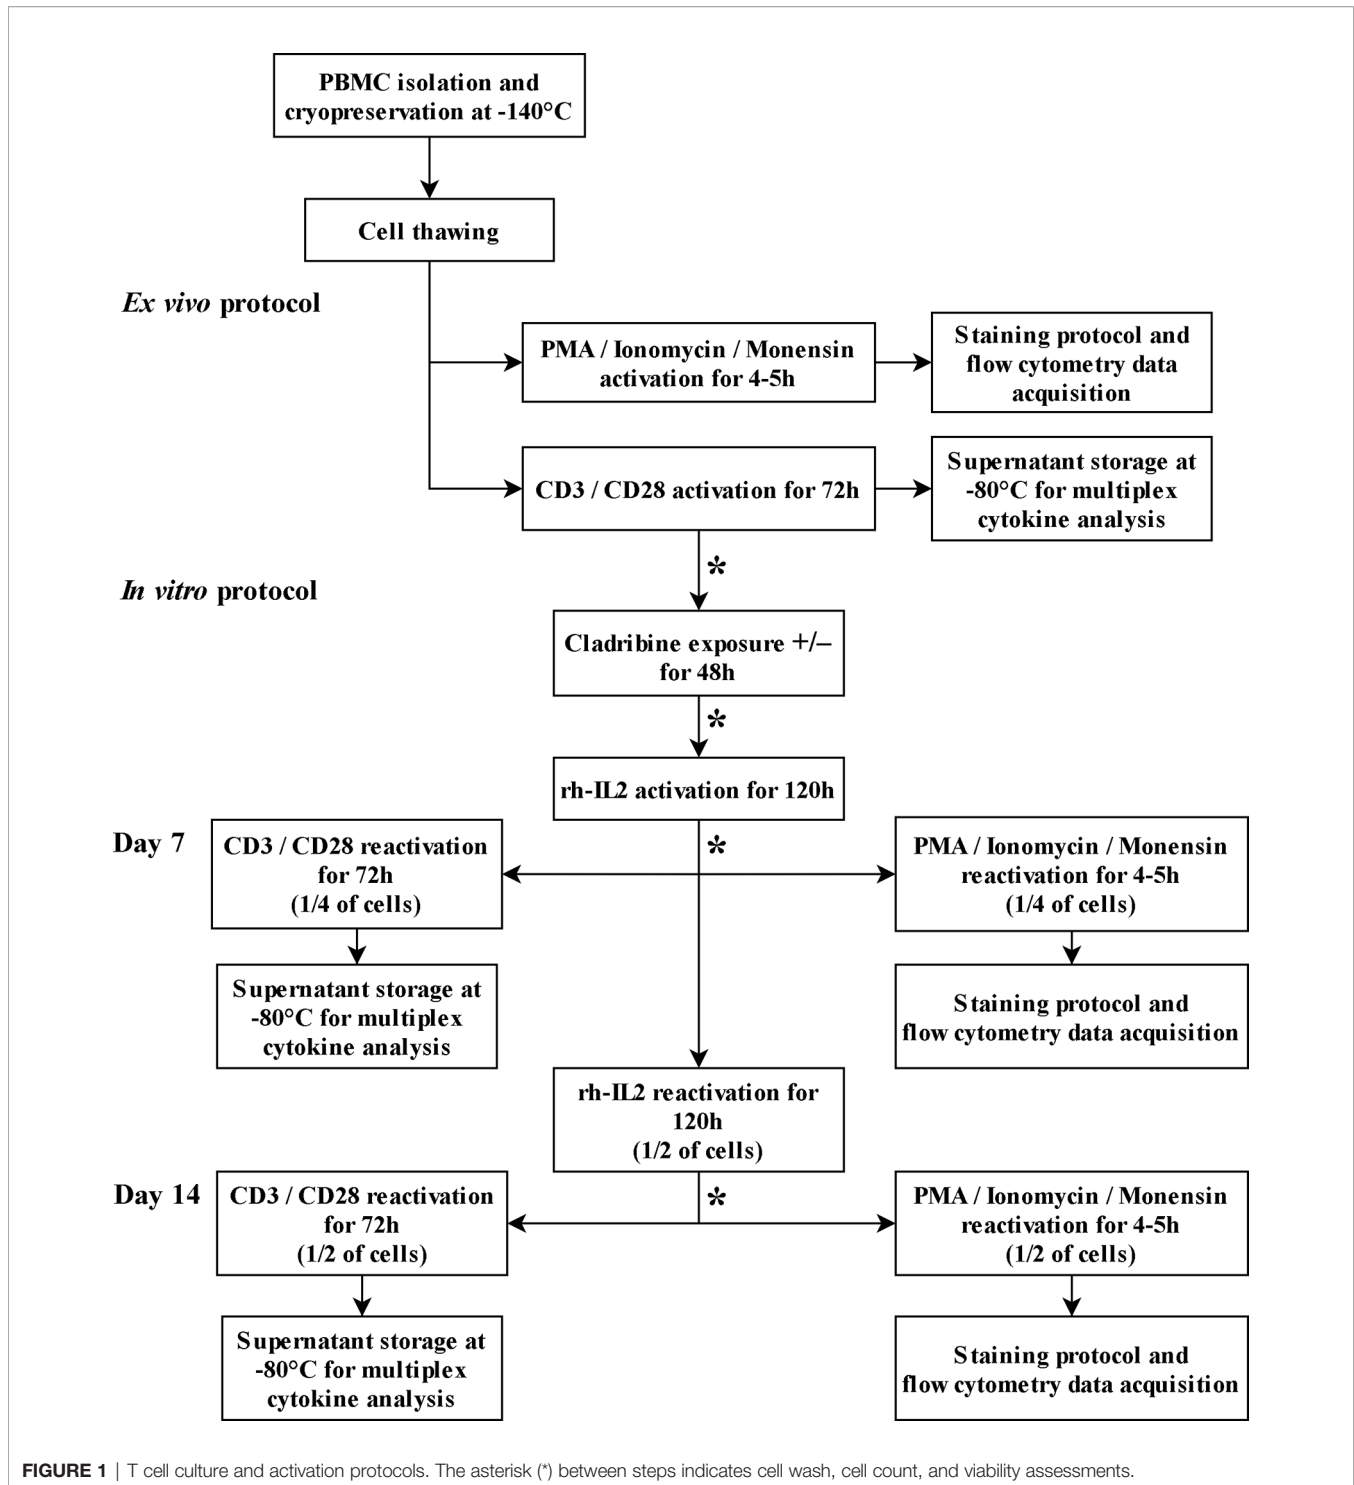 PBMC isolation and
cryopreservation at -140°C
Cell thawing
Ex vivo protocol
PMA / Ionomycin / Monensin
activation for 4-5h
Staining protocol and
flow cytometry data
acquisition
CD3 / CD28 activation for 72h
Supernatant storage at
-80°C for multiplex
cytokine analysis
*
In vitro protocol
Cladribine exposure +/–
for 48h
*
rh-IL2 activation for 120h
*
Day 7
CD3 / CD28 reactivation
for 72h
(1/4 of cells)
PMA / Ionomycin / Monensin
reactivation for 4-5h
(1/4 of cells)
Supernatant storage at
-80°C for multiplex
cytokine analysis
Staining protocol and
flow cytometry data acquisition
rh-IL2 reactivation for
120h
(1/2 of cells)
*
Day 14
CD3 / CD28 reactivation
for 72h
(1/2 of cells)
PMA / Ionomycin / Monensin
reactivation for 4-5h
(1/2 of cells)
Supernatant storage at
-80°C for multiplex
cytokine analysis
Staining protocol and
flow cytometry data acquisition
FIGURE 1 | T cell culture and activation protocols. The asterisk (*) between steps indicates cell wash, cell count, and viability assessments.